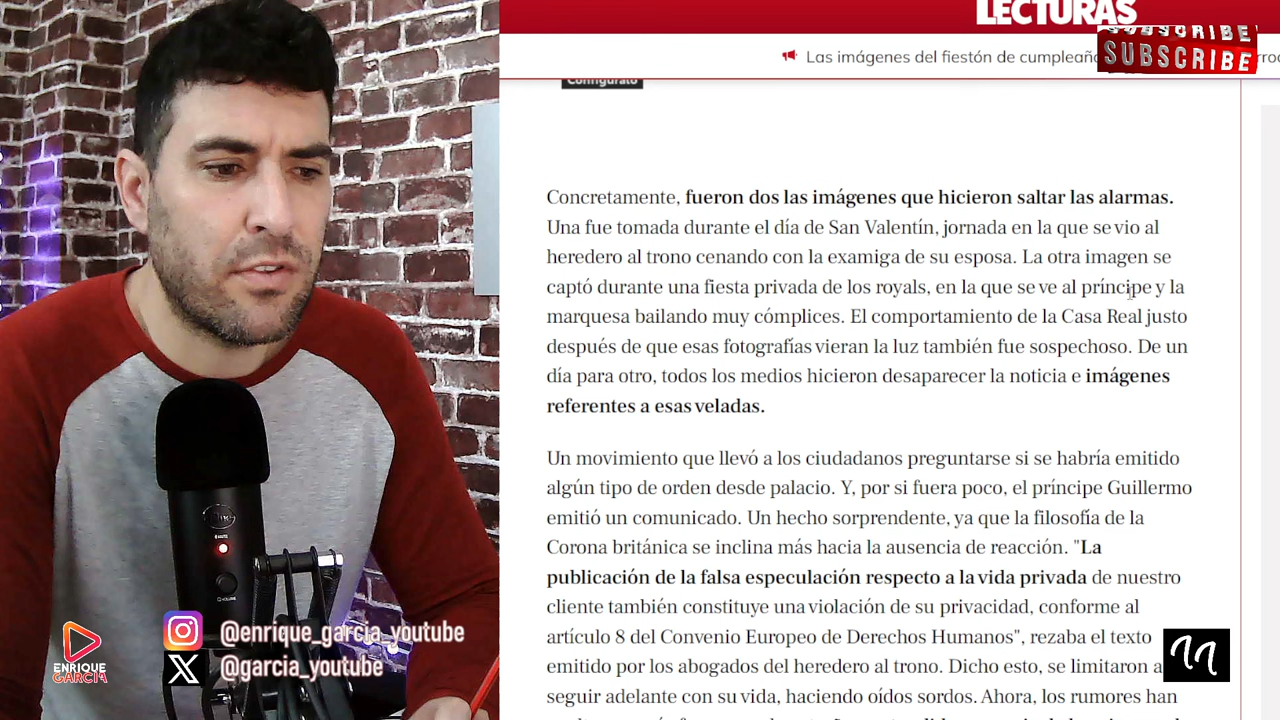 LECTURAS
Las imágenes del fiestón de cumpleaño
SUBSCRIBE
SUBSCRIBE
Configúralo
Concretamente, fueron dos las imágenes que hicieron saltar las alarmas.
Una fue tomada durante el día de San Valentín, jornada en la que se vio al
heredero al trono cenando con la examiga de su esposa. La otra imagen se
captó durante una fiesta privada de los royals, en la que se ve al príncipe y la
marquesa bailando muy cómplices. El comportamiento de la Casa Real justo
después de que esas fotografías vieran la luz también fue sospechoso. De un
día para otro, todos los medios hicieron desaparecer la noticia e imágenes
referentes a esas veladas.
Un movimiento que llevó a los ciudadanos preguntarse si se habría emitido
algún tipo de orden desde palacio. Y, por si fuera poco, el príncipe Guillermo
emitió un comunicado. Un hecho sorprendente, ya que la filosofía de la
Corona británica se inclina más hacia la ausencia de reacción. "La
publicación de la falsa especulación respecto a la vida privada de nuestro
cliente también constituye una violación de su privacidad, conforme al
artículo 8 del Convenio Europeo de Derechos Humanos", rezaba el texto
emitido por los abogados del heredero al trono. Dicho esto, se limitaron a
seguir adelante con su vida, haciendo oídos sordos. Ahora, los rumores han
@enrique_garcia_youtube
@garcia_youtube
ENRIQUE
GARCIA